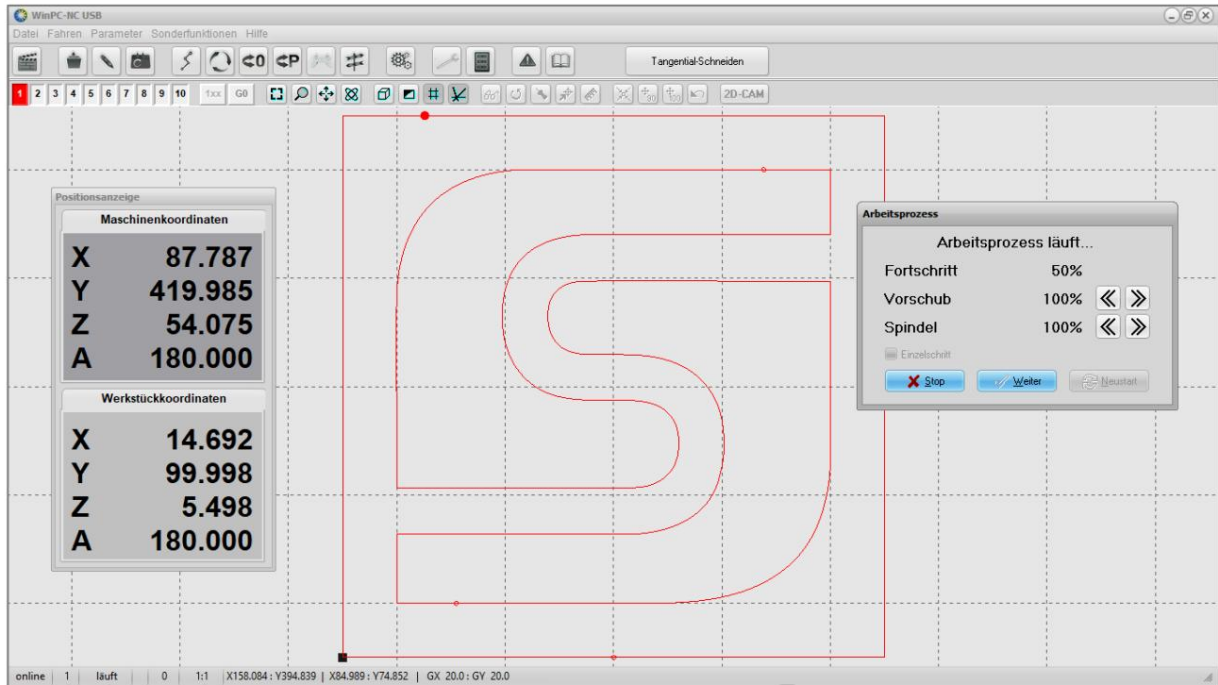 WinPC-NC USB
Datei Fahren Parameter Sonderfunktionen Hilfe
0 P Tangential-Schneiden
1 2 3 4 5 6 7 8 9 10 1xx G0 90 100 2D-CAM
Positionsanzeige
Maschinenkoordinaten
X 87.787
Y 419.985
Z 54.075
A 180.000
Werkstückkoordinaten
X 14.692
Y 99.998
Z 5.498
A 180.000
Arbeitsprozess
Arbeitsprozess läuft...
Fortschritt 50%
Vorschub 100%
Spindel 100%
Einzelschritt
Stop Weiter Neustart
online 1 läuft 0 1:1 X158.084 : Y394.839 | X84.989 : Y74.852 | GX 20.0 : GY 20.0